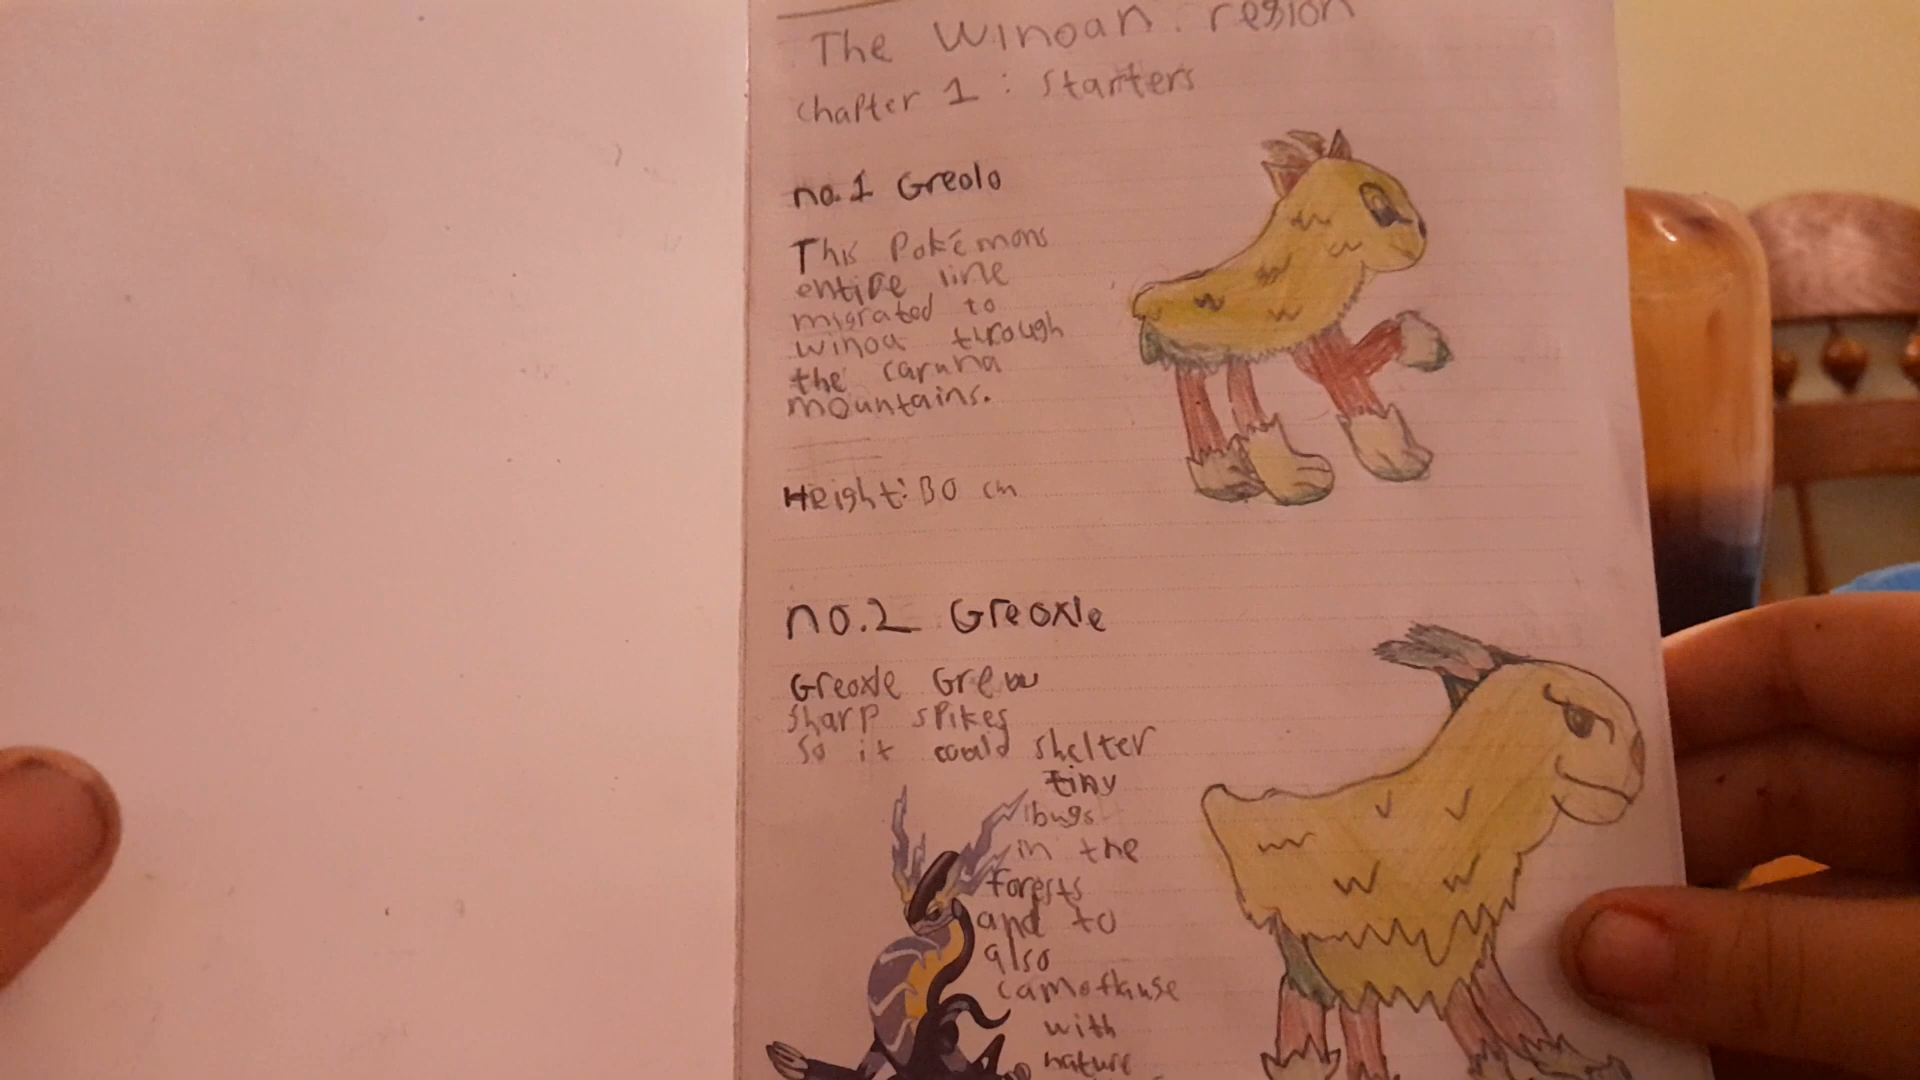 The Winoan region
chapter 1 : Starters
no.1 Greolo
This Pokémons
entire line
migrated to
winoa through
the caruna
mountains.
Height: 30 cm
no.2 Greoxle
Greoxle Grew
sharp spikes
so it could shelter
tiny
bugs
in the
forests
and to
also
camoflauge
with
nature